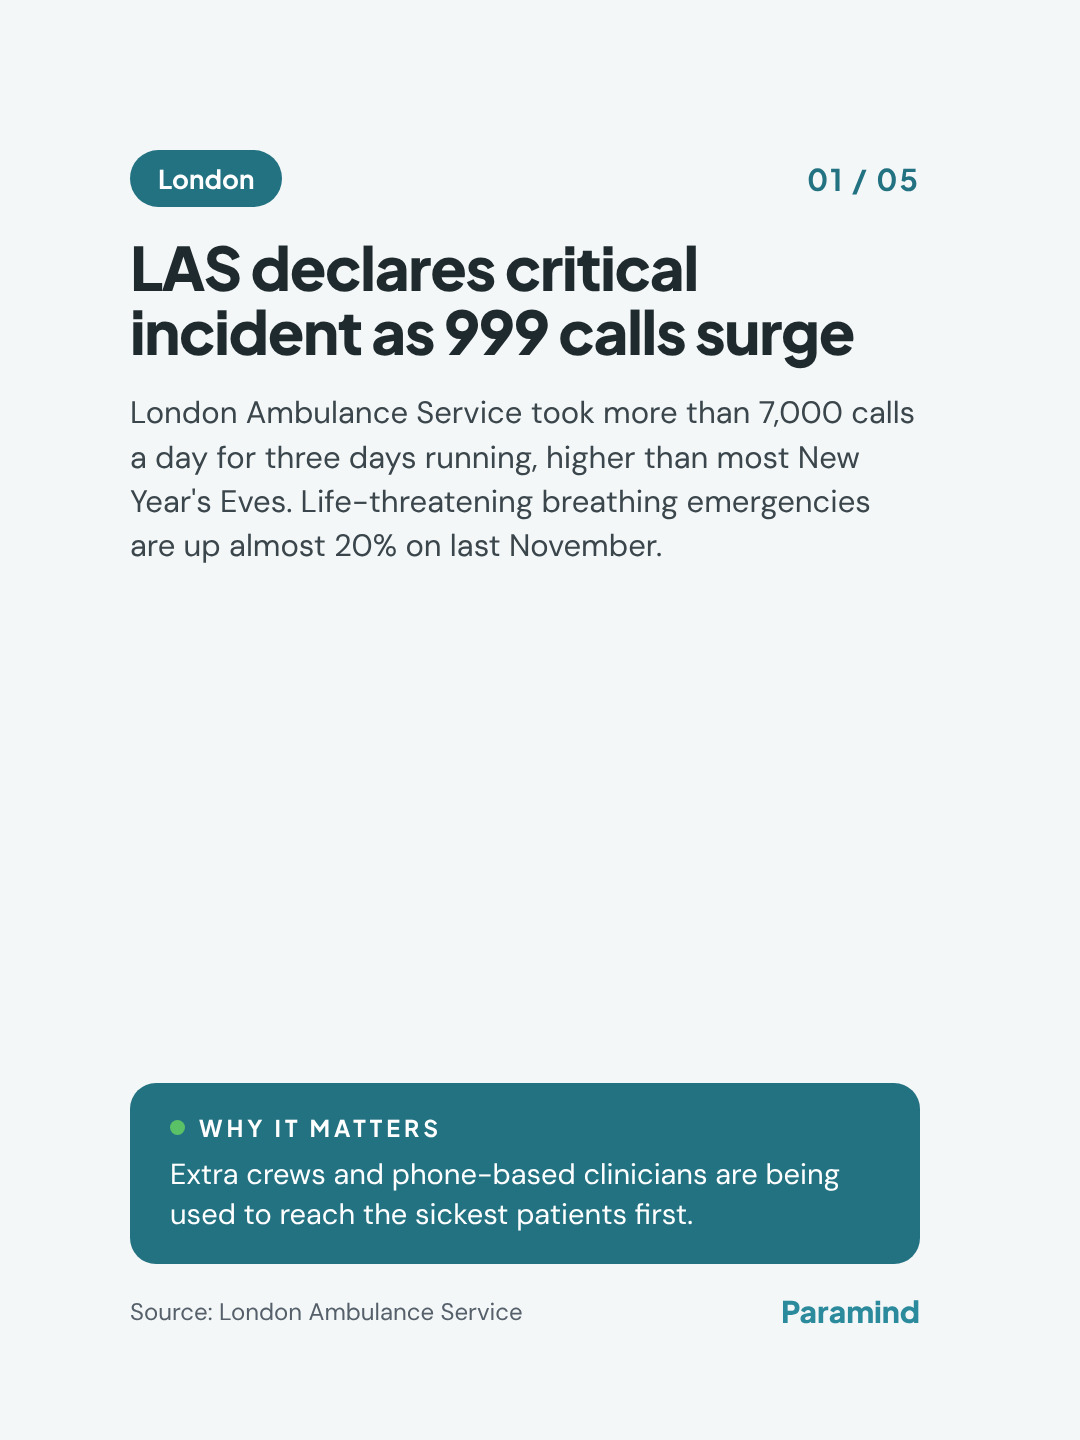 London
01 / 05
LAS declares critical
incident as 999 calls surge
London Ambulance Service took more than 7,000 calls
a day for three days running, higher than most New
Year's Eves. Life-threatening breathing emergencies
are up almost 20% on last November.
WHY IT MATTERS
Extra crews and phone-based clinicians are being
used to reach the sickest patients first.
Source: London Ambulance Service
Paramind